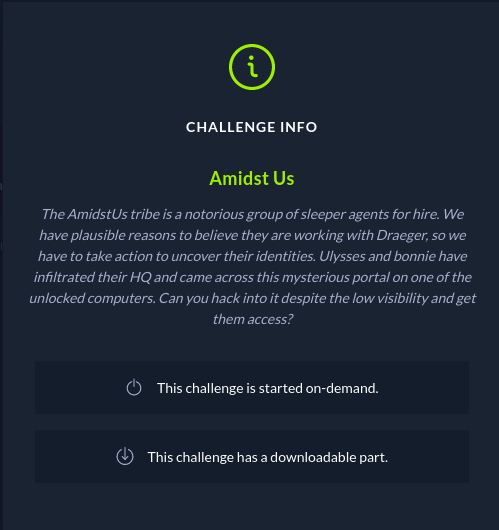 CHALLENGE INFO
Amidst Us
The AmidstUs tribe is a notorious group of sleeper agents for hire. We
have plausible reasons to believe they are working with Draeger, so we
have to take action to uncover their identities. Ulysses and bonnie have
infiltrated their HQ and came across this mysterious portal on one of the
unlocked computers. Can you hack into it despite the low visibility and get
them access?
This challenge is started on-demand.
This challenge has a downloadable part.